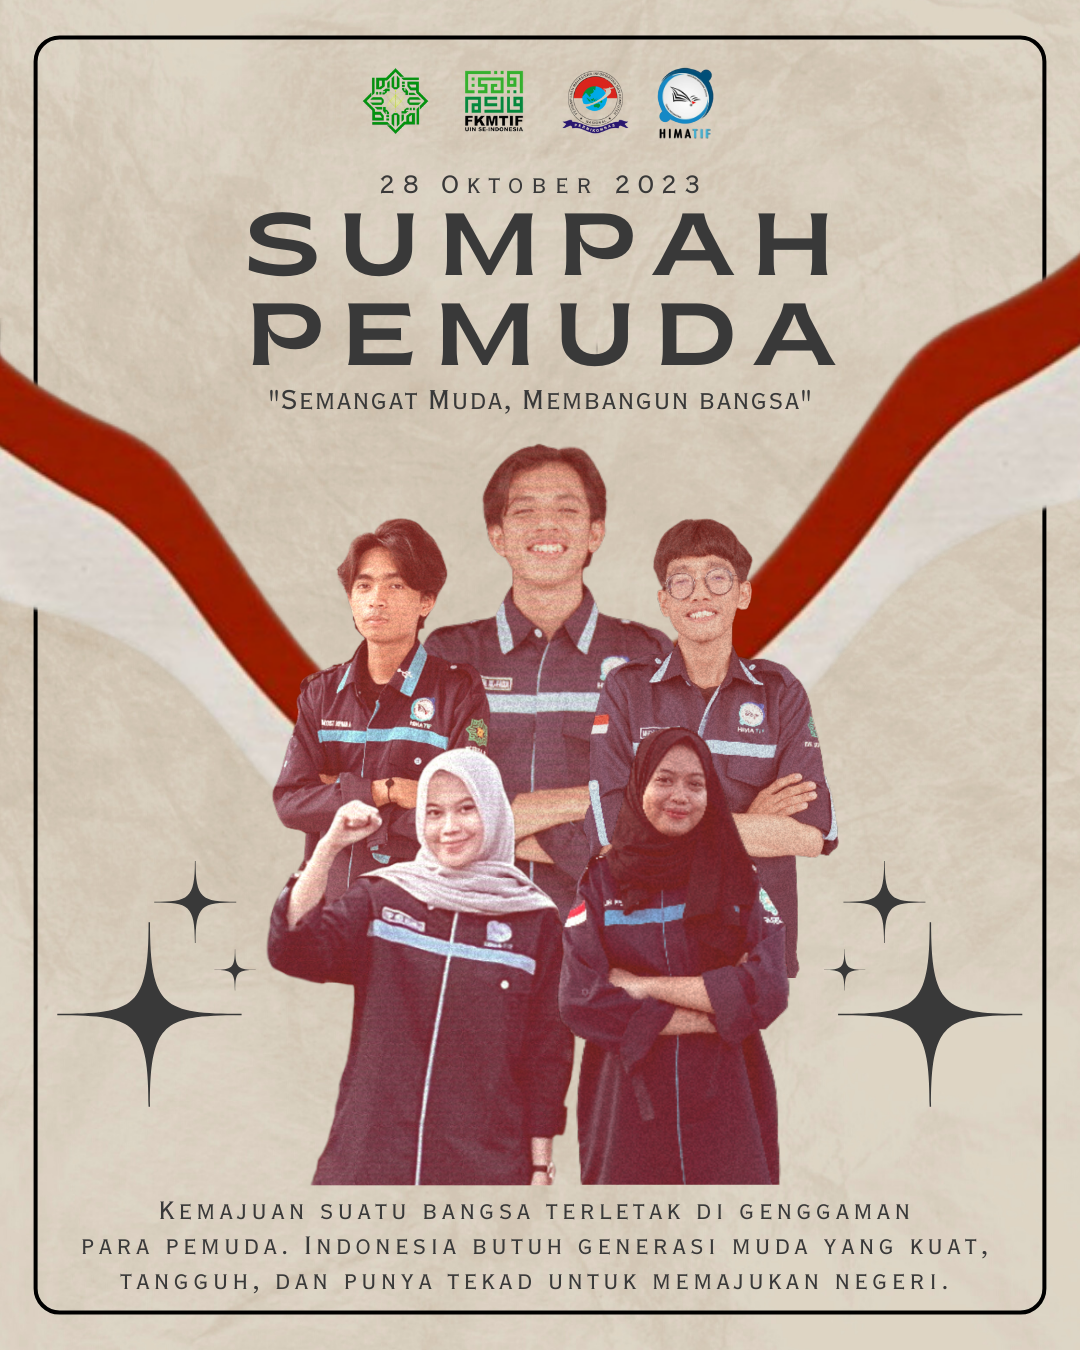 FKMTIF
UIN SE-INDONESIA
HIMATIF
28 OKTOBER 2023
SUMPAH
PEMUDA
"SEMANGAT MUDA, MEMBANGUN BANGSA"
HIMATIF
KEMAJUAN SUATU BANGSA TERLETAK DI GENGGAMAN
PARA PEMUDA. INDONESIA BUTUH GENERASI MUDA YANG KUAT,
TANGGUH, DAN PUNYA TEKAD UNTUK MEMAJUKAN NEGERI.